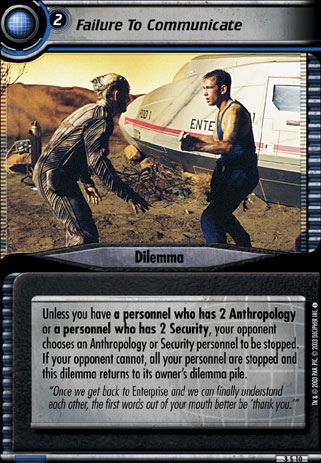 2
Failure To Communicate
POD 1
ENTE
Dilemma
Unless you have a personnel who has 2 Anthropology
or a personnel who has 2 Security, your opponent
chooses an Anthropology or Security personnel to be stopped.
If your opponent cannot, all your personnel are stopped and
this dilemma returns to its owner's dilemma pile.
"Once we get back to Enterprise and we can finally understand
each other, the first words out of your mouth better be 'thank you.'"
TM & © 2003 PAR. PIC. © 2003 DECIPHER INC.
3 S 10